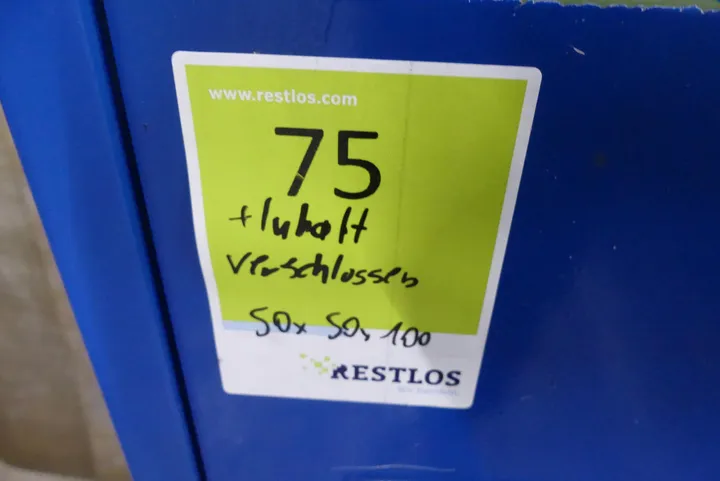 www.restlos.com
75
+ Inhalt
verschlossen
50x 50x 100
RESTLOS